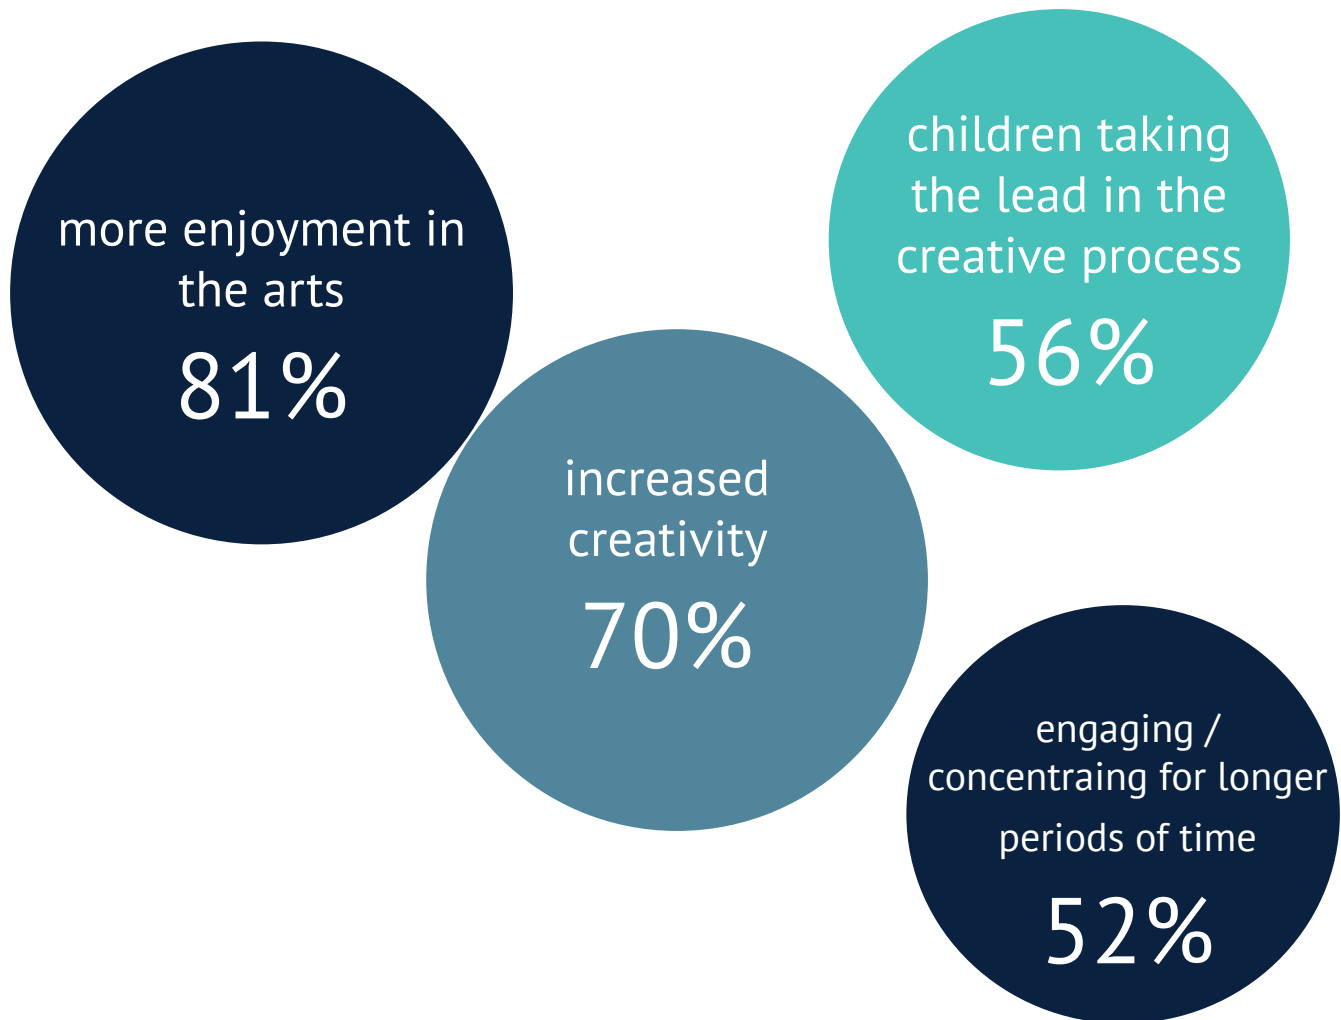 more enjoyment in
the arts
81%
children taking
the lead in the
creative process
56%
increased
creativity
70%
engaging /
concentraing for longer
periods of time
52%